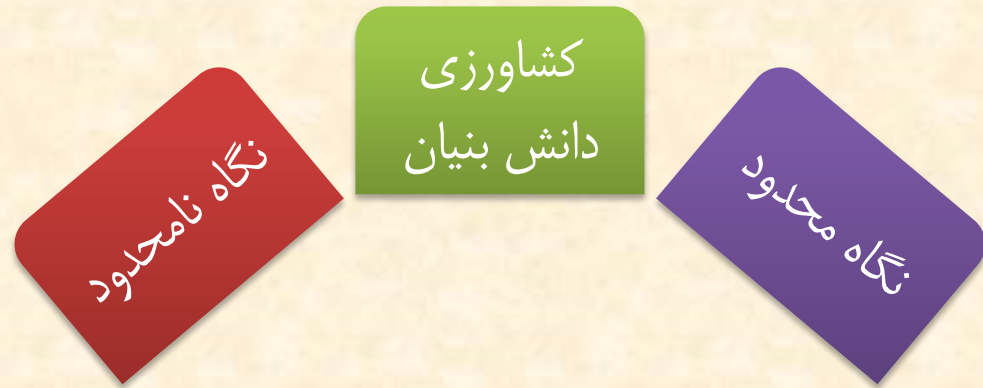 کشاورزی
دانش بنیان
نگاه محدود
نگاه نامحدود